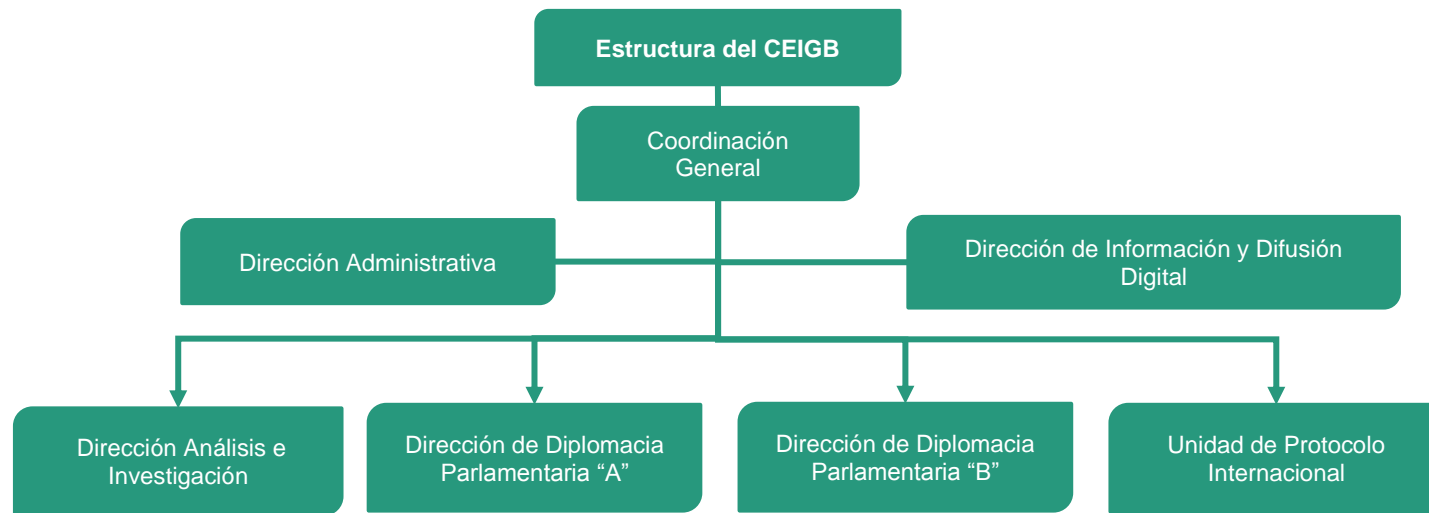 Estructura del CEIGB
Coordinación
General
Dirección Administrativa
Dirección de Información y Difusión
Digital
Dirección Análisis e
Investigación
Dirección de Diplomacia
Parlamentaria “A”
Dirección de Diplomacia
Parlamentaria “B”
Unidad de Protocolo
Internacional